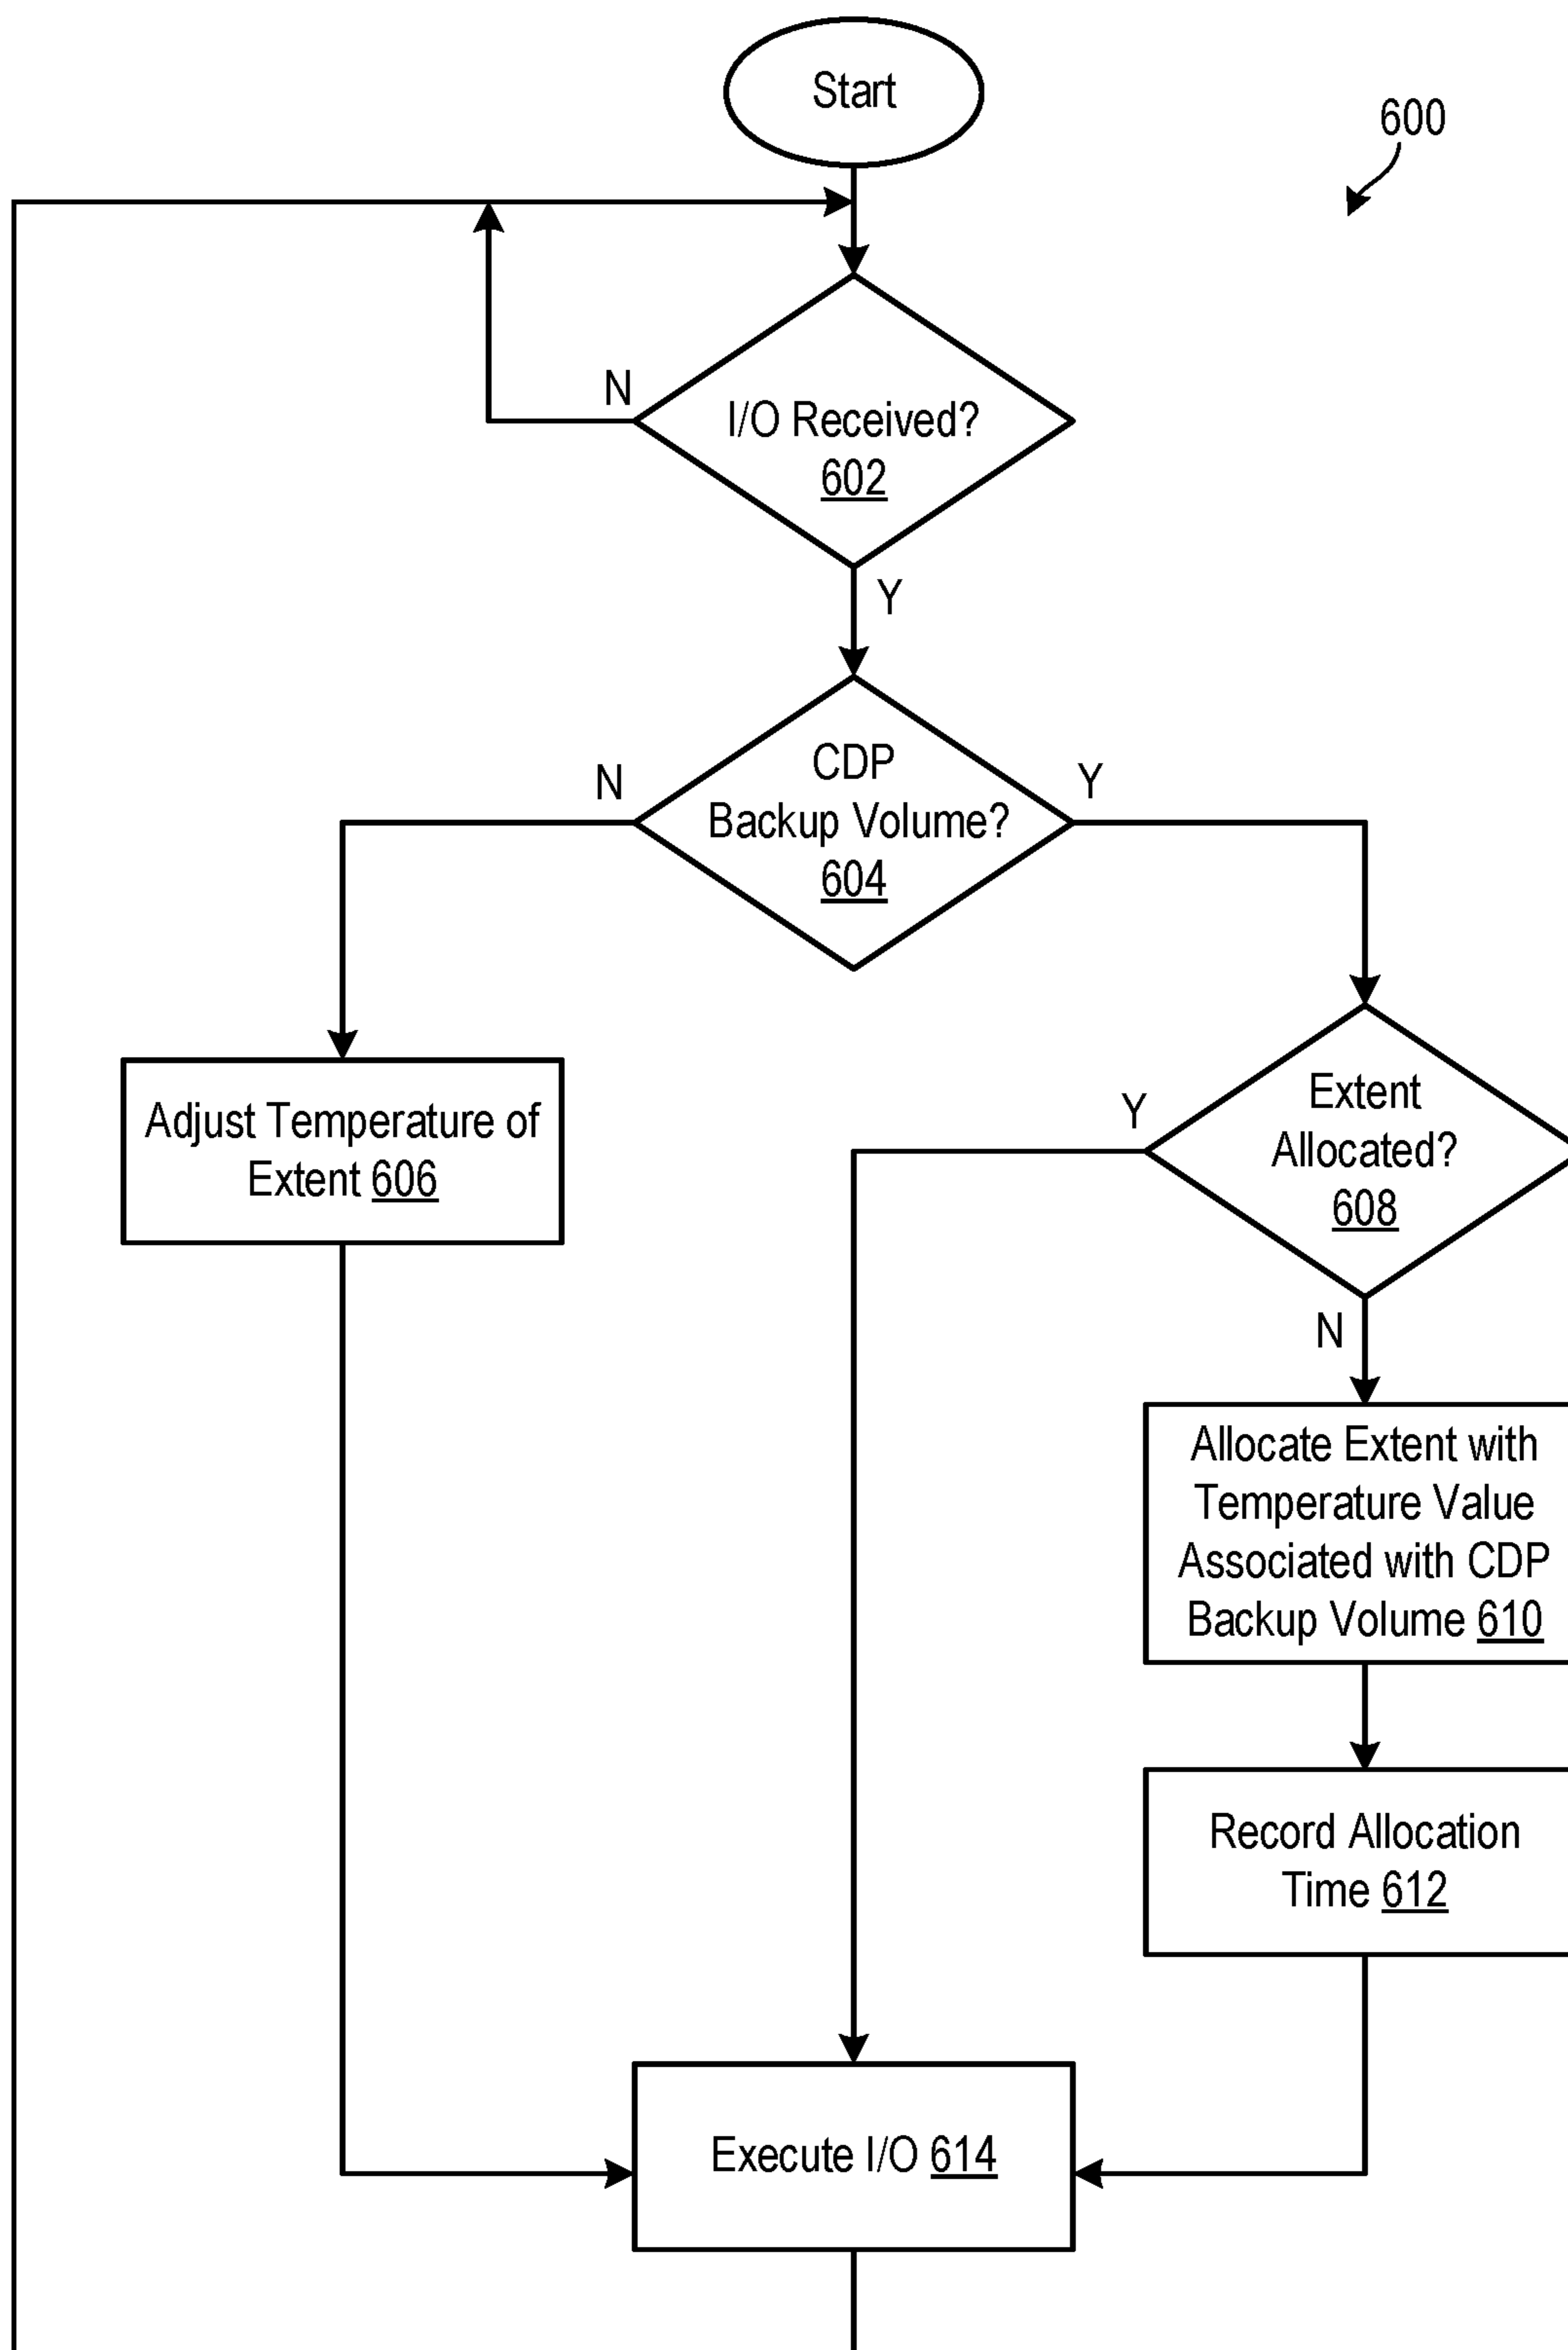 Start
600
N
I/O Received?
602
Y
CDP
Backup Volume?
604
N
Y
Adjust Temperature of
Extent 606
Extent
Allocated?
608
Y
N
Allocate Extent with
Temperature Value
Associated with CDP
Backup Volume 610
Record Allocation
Time 612
Execute I/O 614